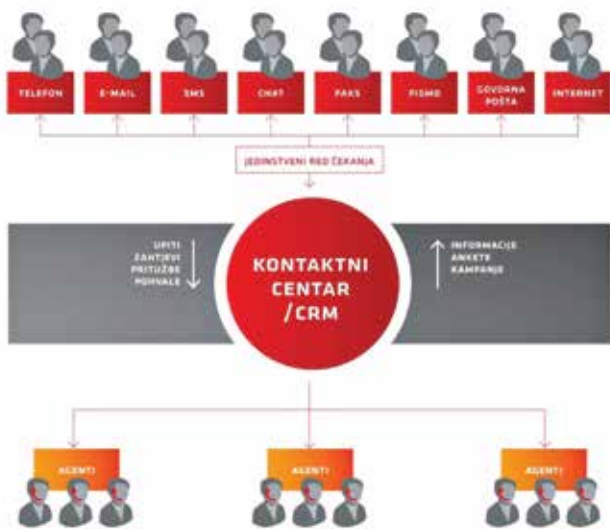 TELEFON
E-MAIL
SMS
CHAT
FAKS
PISMO
GOVORNA
POŠTA
INTERNET
JEDINSTVENI RED ČEKANJA
UPITI
ZAHTJEVI
PRITUŽBE
POHVALE
KONTAKTNI
CENTAR
/CRM
INFORMACIJE
ANKETE
KAMPANJE
AGENTI
AGENTI
AGENTI